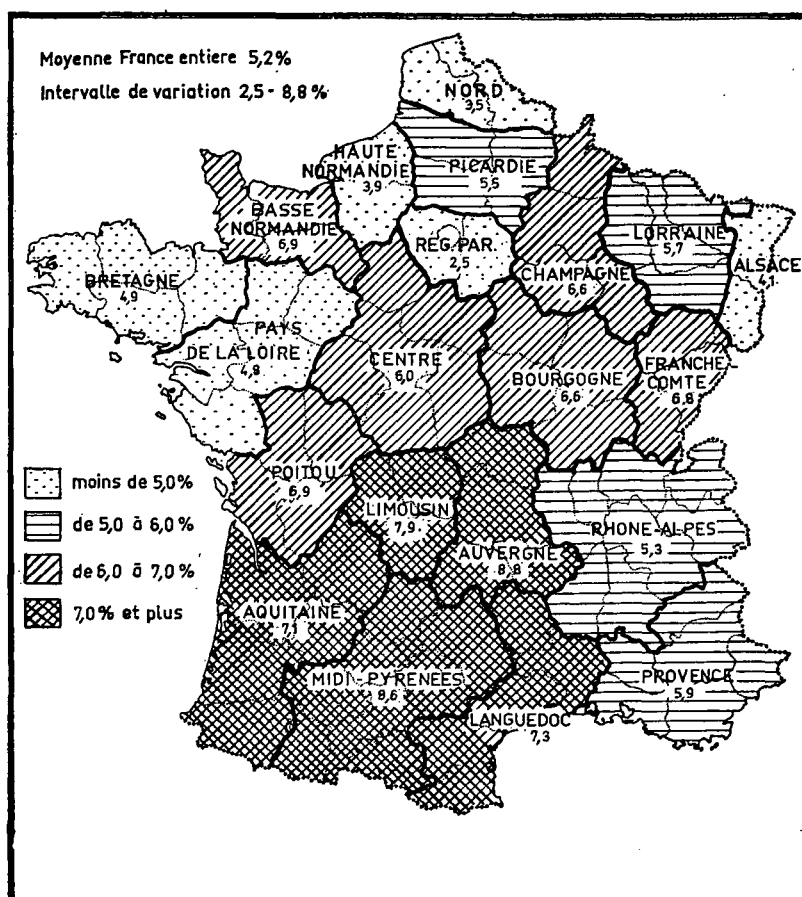 Moyenne France entiere 5,2%
Intervalle de variation 2,5-8,8%
NORD
3,5
HAUTE
NORMANDIE
3,9
PICARDIE
5,5
BASSE
NORMANDIE
6,9
REG.PAR.
2,5
CHAMPAGNE
6,6
LORRAINE
5,7
ALSACE
4,1
BRETAGNE
4,9
PAYS
DE LA LOIRE
4,8
CENTRE
6,0
BOURGOGNE
6,6
FRANCHE
COMTE
6,8
POITOU
6,9
LIMOUSIN
7,9
AUVERGNE
8,8
RHONE-ALPES
5,3
AQUITAINE
7,1
MIDI-PYRENEES
8,6
LANGUEDOC
7,3
PROVENCE
5,9
moins de 5,0%
de 5,0 à 6,0%
de 6,0 à 7,0%
7,0% et plus